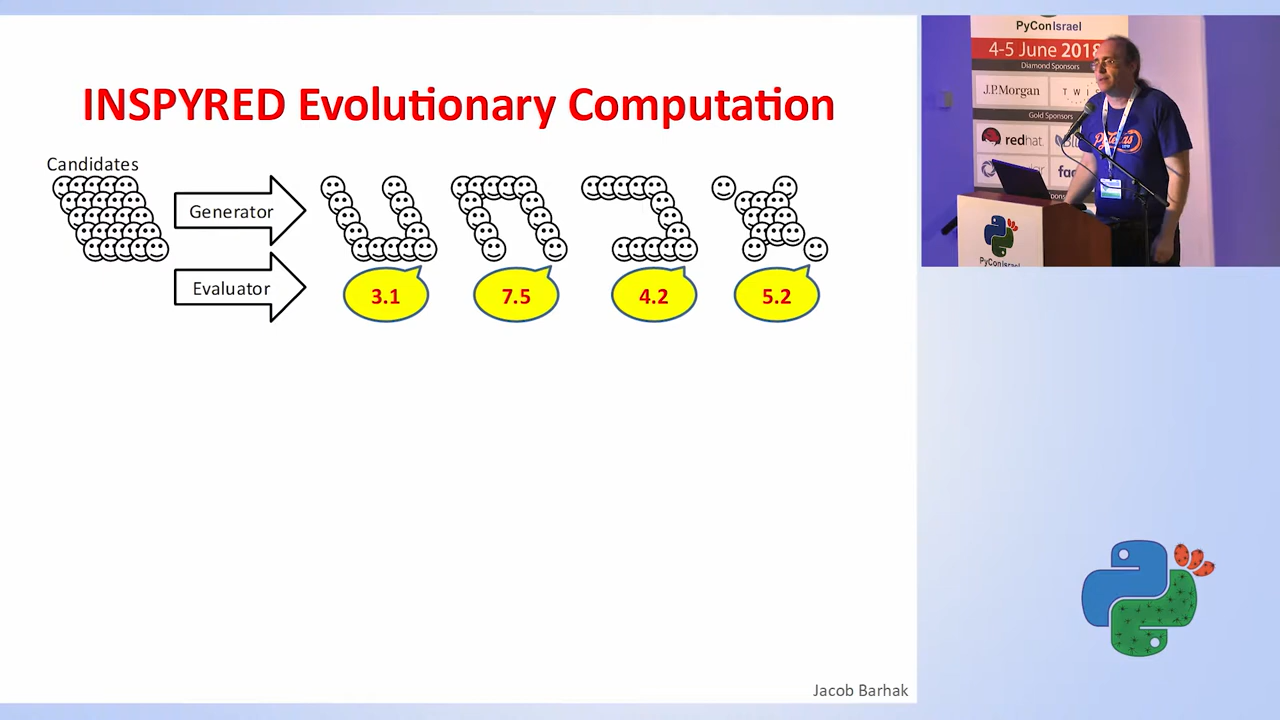 INSPYRED Evolutionary Computation
Candidates
Generator
Evaluator
3.1
7.5
4.2
5.2
Jacob Barhak
PyConIsrael
4-5 June 2018
Diamond Sponsors
J.P.Morgan
Gold Sponsors
redhat.
PyTexas
PyConIsrael